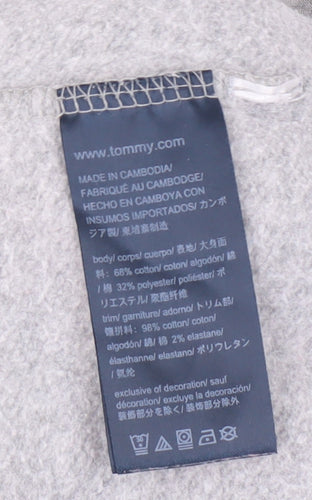 www.tommy.com
MADE IN CAMBODIA/
FABRIQUÉ AU CAMBODGE/
HECHO EN CAMBOYA CON
INSUMOS IMPORTADOS/ カンボ
ジア製/ 柬埔寨制造
body/ corps/ cuerpo/ 表地/ 大身面
料: 68% cotton/ coton/ algodón/ 綿
/ 棉 32% polyester/ poliéster/ ポ
リエステル/ 聚酯纤维
trim/ garniture/ adorno/ トリム部/
镶拼料: 98% cotton/ coton/
algodón/ 綿/ 棉 2% elastane/
élasthanne/ elastano/ ポリウレタン
/ 氨纶
exclusive of decoration/ sauf
décoration/ excluye la decoración/
装飾部分を除く/ 装饰部分除外